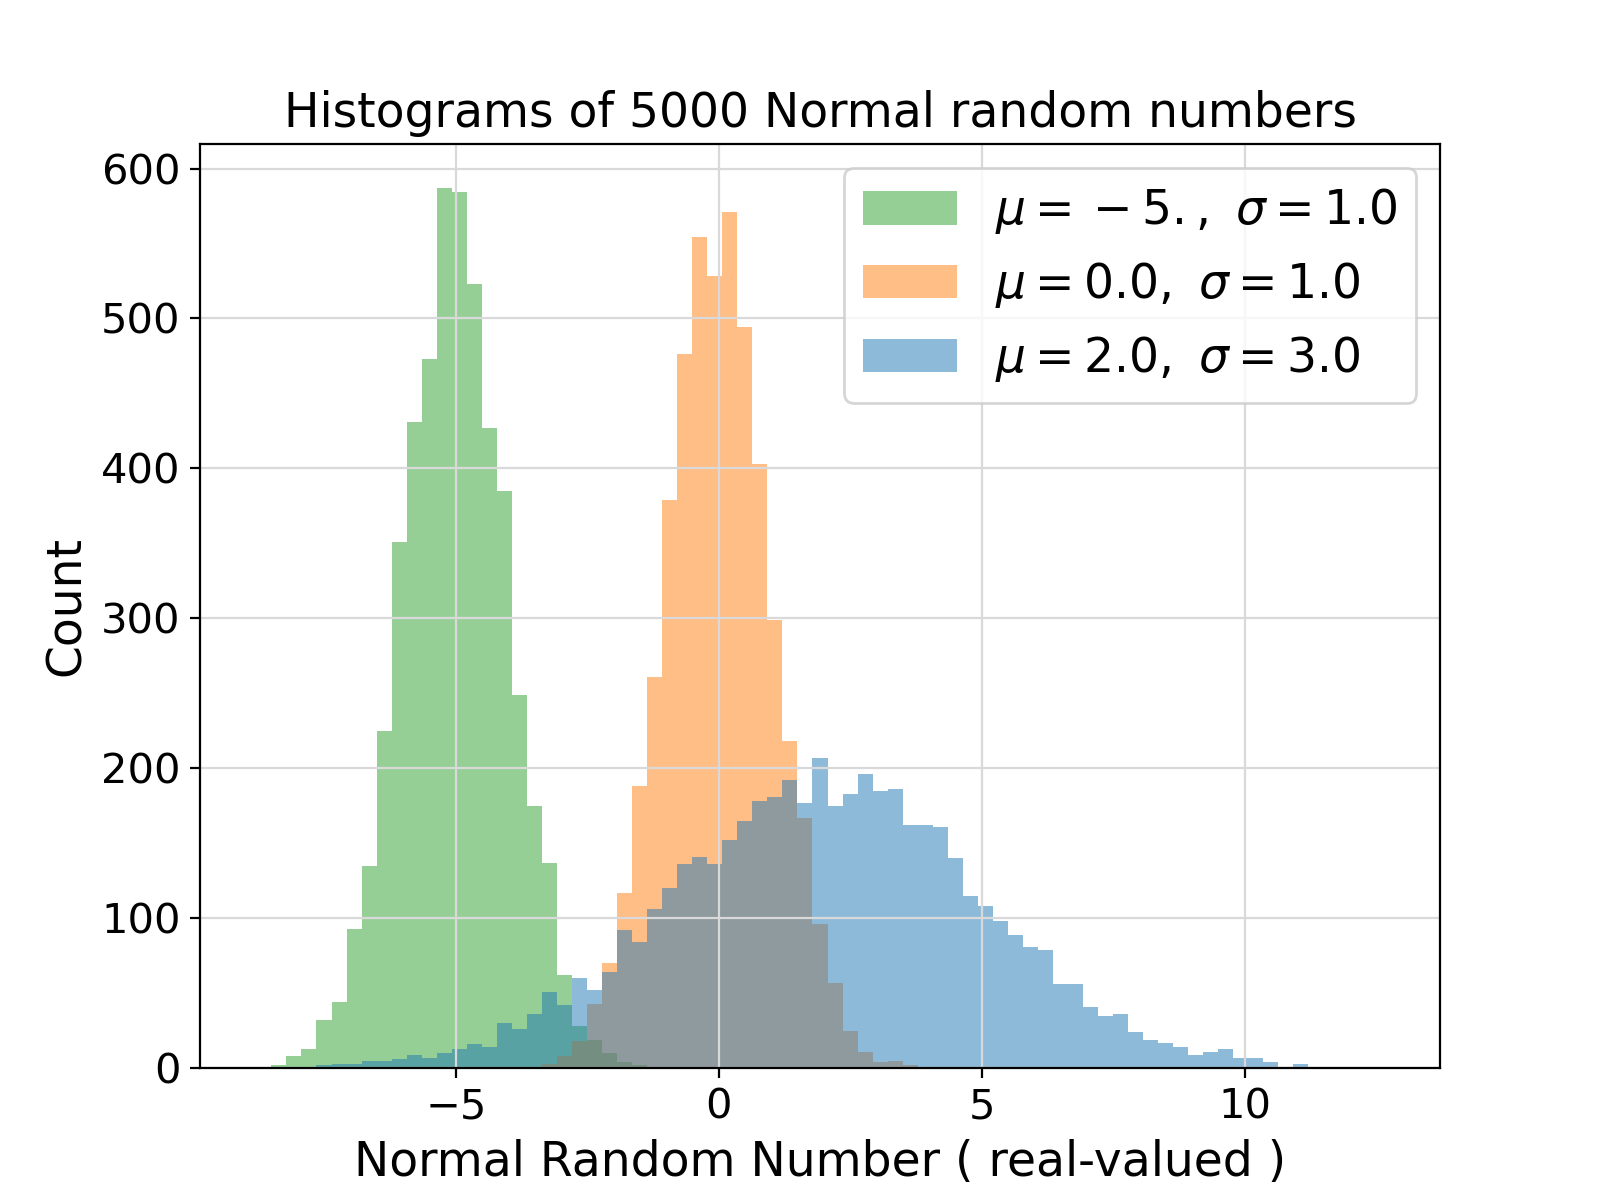 Histograms of 5000 Normal random numbers
600
500
400
300
200
100
0
Count
μ = −5., σ = 1.0
μ = 0.0, σ = 1.0
μ = 2.0, σ = 3.0
−5 0 5 10
Normal Random Number ( real-valued )